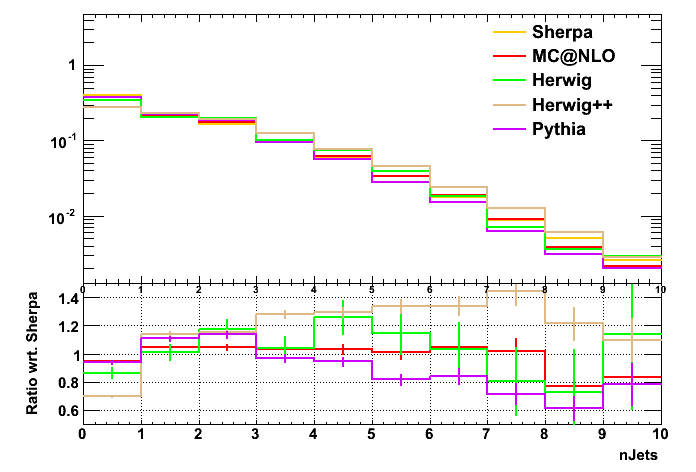 Sherpa
MC@NLO
Herwig
Herwig++
Pythia
1
10-1
10-2
0 1 2 3 4 5 6 7 8 9 10
1.4
1.2
1
0.8
0.6
Ratio wrt. Sherpa
0 1 2 3 4 5 6 7 8 9 10
nJets